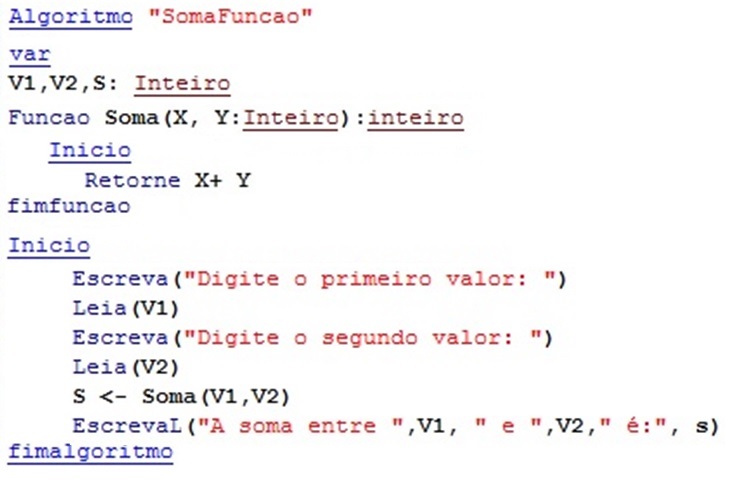 Algoritmo "SomaFuncao"
var
V1,V2,S: Inteiro
Funcao Soma(X, Y:Inteiro):inteiro
Inicio
Retorne X+ Y
fimfuncao
Inicio
Escreva("Digite o primeiro valor: ")
Leia(V1)
Escreva("Digite o segundo valor: ")
Leia(V2)
S <- Soma(V1,V2)
EscrevaL("A soma entre ",V1, " e ",V2," é:", s)
fimalgoritmo